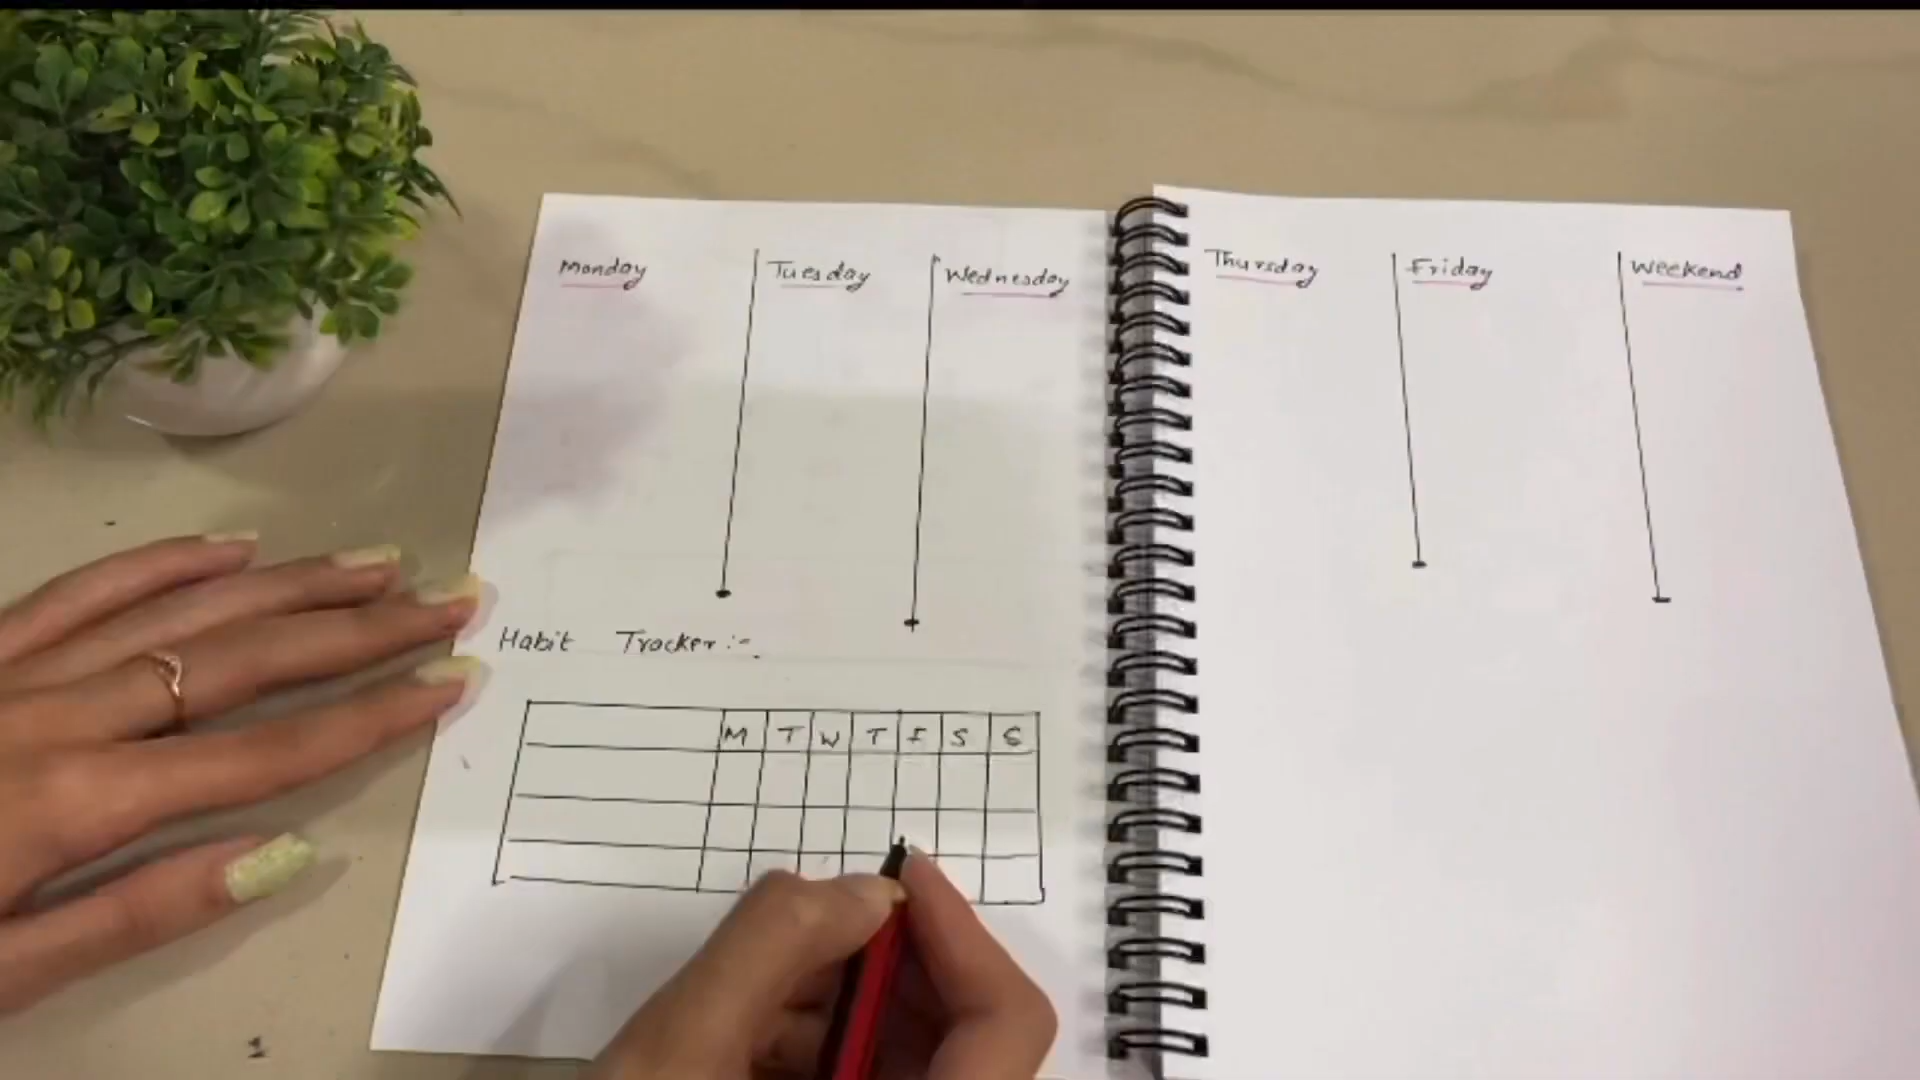 Monday Tuesday Wednesday Thursday Friday Weekend
Habit Tracker :-
M T W T F S S